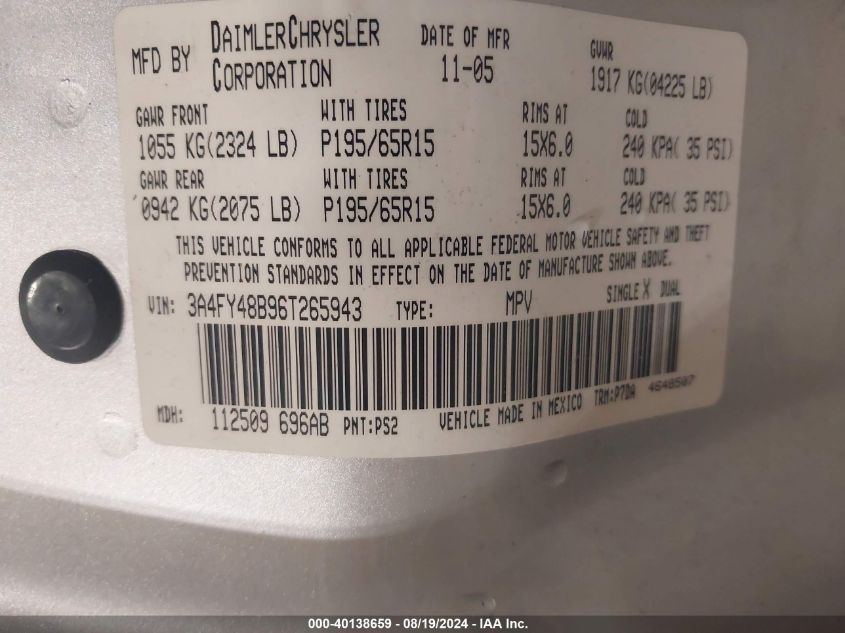 MFD BY DAIMLERCHRYSLER CORPORATION DATE OF MFR 11-05 GVWR 1917 KG(04225 LB)
GAWR FRONT WITH TIRES RIMS AT COLD
1055 KG(2324 LB) P195/65R15 15X6.0 240 KPA( 35 PSI)
GAWR REAR WITH TIRES RIMS AT COLD
0942 KG(2075 LB) P195/65R15 15X6.0 240 KPA( 35 PSI)
THIS VEHICLE CONFORMS TO ALL APPLICABLE FEDERAL MOTOR VEHICLE SAFETY AND THEFT
PREVENTION STANDARDS IN EFFECT ON THE DATE OF MANUFACTURE SHOWN ABOVE.
VIN: 3A4FY48B96T265943 TYPE: MPV SINGLE X DUAL
MDH: 112509 696AB PNT:PS2 VEHICLE MADE IN MEXICO TRM:P7DA 4648507
000-40138659 - 08/19/2024 - IAA Inc.